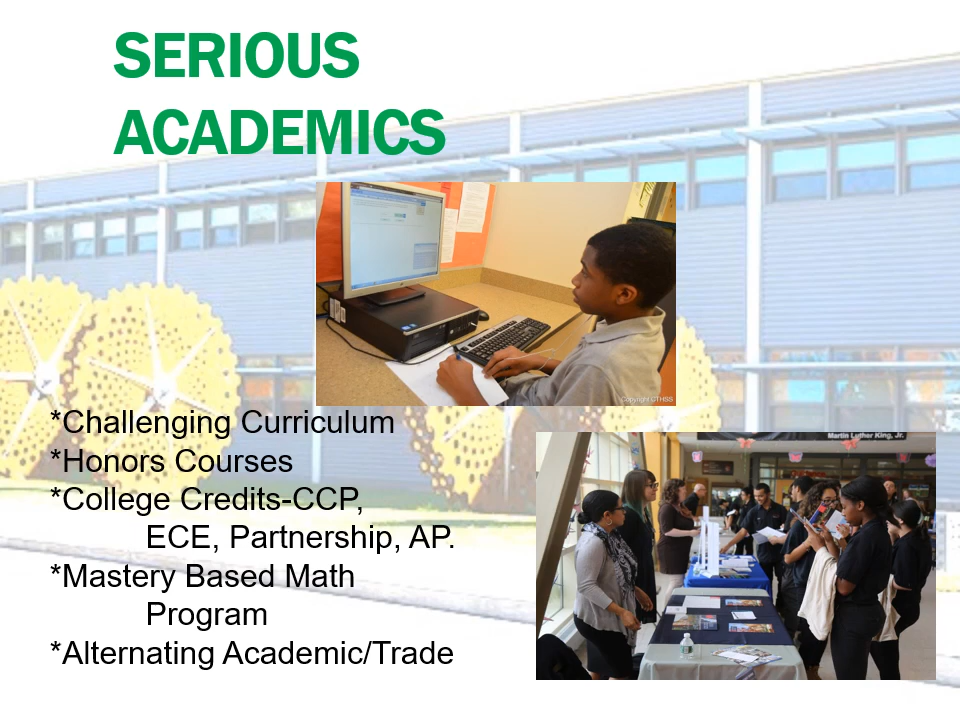 SERIOUS
ACADEMICS
Copyright CTHSS
*Challenging Curriculum
*Honors Courses
*College Credits-CCP,
ECE, Partnership, AP.
*Mastery Based Math
Program
*Alternating Academic/Trade
Martin Luther King, Jr.